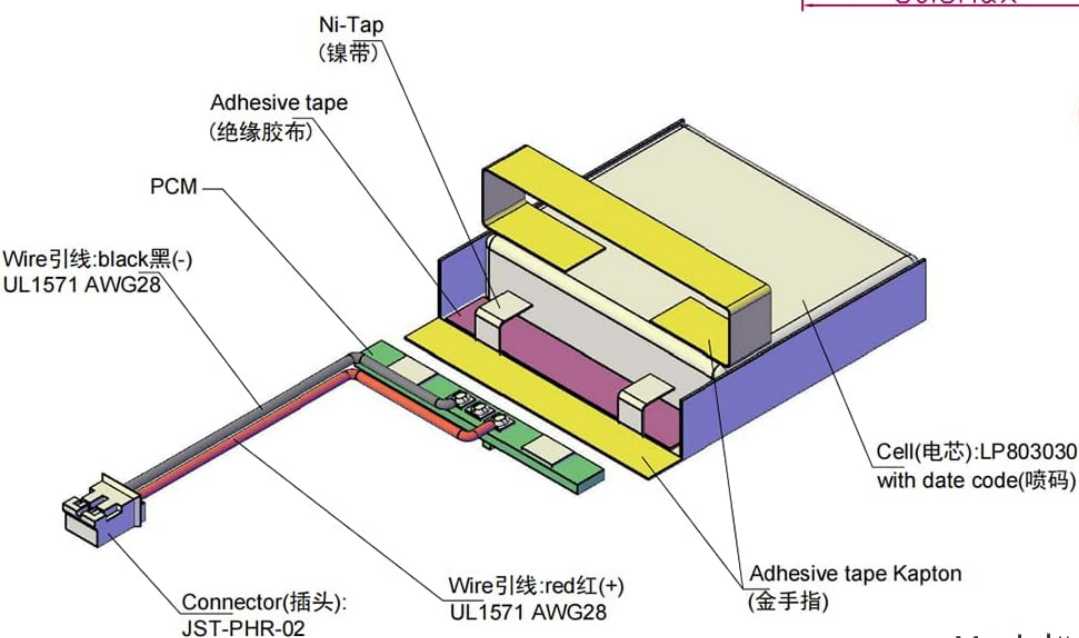 Ni-Tap
(镍带)
Adhesive tape
(绝缘胶布)
PCM
Wire引线:black黑(-)
UL1571 AWG28
Cell(电芯):LP803030
with date code(喷码)
Adhesive tape Kapton
(金手指)
Wire引线:red红(+)
UL1571 AWG28
Connector(插头):
JST-PHR-02